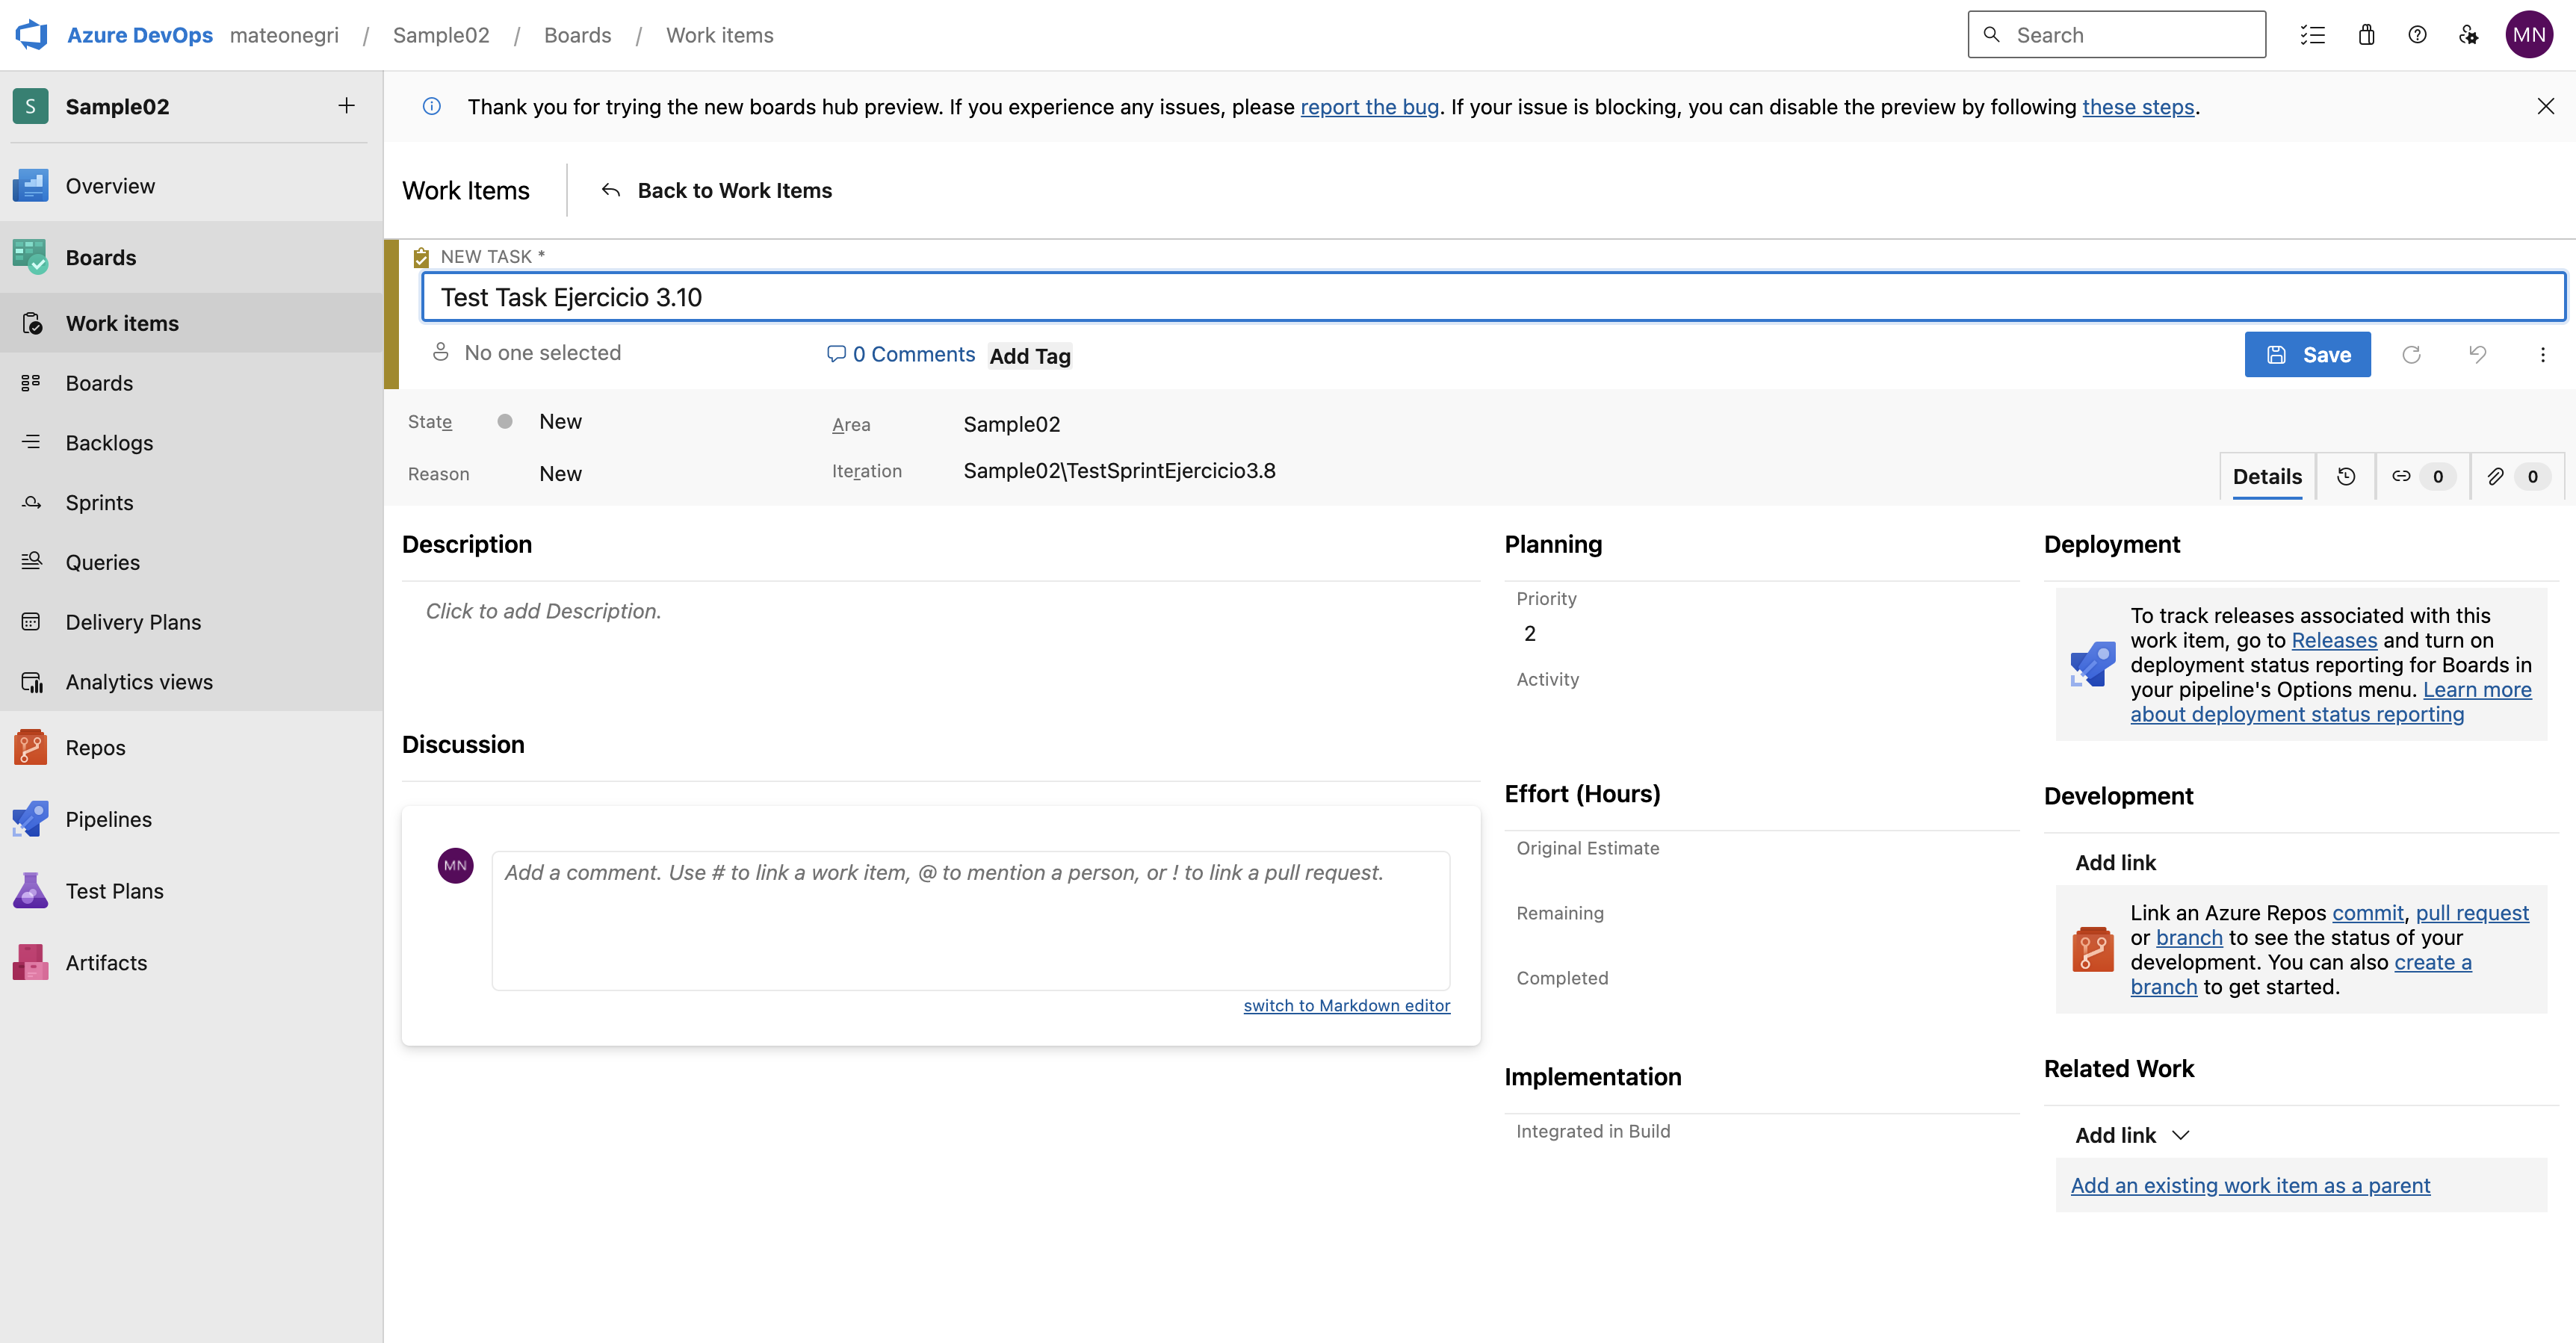 Azure DevOps mateonegri / Sample02 / Boards / Work items
Search
MN
S Sample02
Thank you for trying the new boards hub preview. If you experience any issues, please report the bug. If your issue is blocking, you can disable the preview by following these steps.
Overview
Boards
Work items
Boards
Backlogs
Sprints
Queries
Delivery Plans
Analytics views
Repos
Pipelines
Test Plans
Artifacts
Work Items
Back to Work Items
NEW TASK *
Test Task Ejercicio 3.10
No one selected
0 Comments
Add Tag
Save
State
New
Area
Sample02
Reason
New
Iteration
Sample02\TestSprintEjercicio3.8
Details
0
0
Description
Click to add Description.
Discussion
MN
Add a comment. Use # to link a work item, @ to mention a person, or ! to link a pull request.
switch to Markdown editor
Planning
Priority
2
Activity
Effort (Hours)
Original Estimate
Remaining
Completed
Implementation
Integrated in Build
Deployment
To track releases associated with this
work item, go to Releases and turn on
deployment status reporting for Boards in
your pipeline's Options menu. Learn more
about deployment status reporting
Development
Add link
Link an Azure Repos commit, pull request
or branch to see the status of your
development. You can also create a
branch to get started.
Related Work
Add link
Add an existing work item as a parent